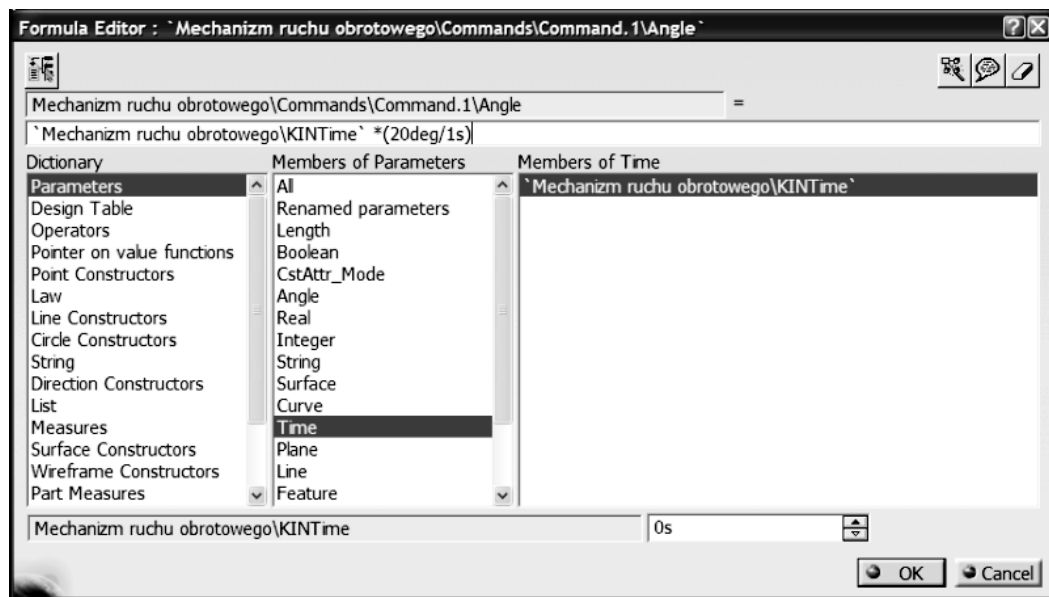 Formula Editor : `Mechanizm ruchu obrotowego\Commands\Command.1\Angle`
Mechanizm ruchu obrotowego\Commands\Command.1\Angle =
`Mechanizm ruchu obrotowego\KINTime` *(20deg/1s)
Dictionary Members of Parameters Members of Time
Parameters All `Mechanizm ruchu obrotowego\KINTime`
Design Table Renamed parameters
Operators Length
Pointer on value functions Boolean
Point Constructors CstAttr_Mode
Law Angle
Line Constructors Real
Circle Constructors Integer
String String
Direction Constructors Surface
List Curve
Measures Time
Surface Constructors Plane
Wireframe Constructors Line
Part Measures Feature
Mechanizm ruchu obrotowego\KINTime 0s
OK Cancel